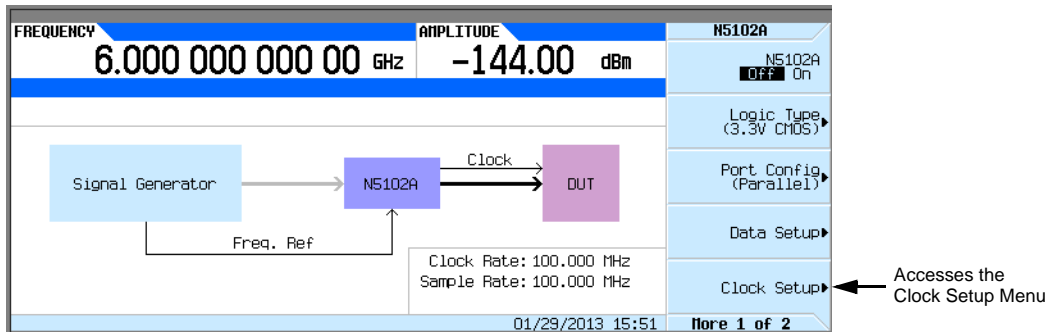 FREQUENCY
6.000 000 000 00 GHz
AMPLITUDE
-144.00 dBm
N5102A
N5102A
Off On
Logic Type
(3.3V CMOS)
Port Config
(Parallel)
Data Setup
Clock Setup
More 1 of 2
Signal Generator
N5102A
Clock
DUT
Freq. Ref
Clock Rate: 100.000 MHz
Sample Rate: 100.000 MHz
01/29/2013 15:51
Accesses the
Clock Setup Menu